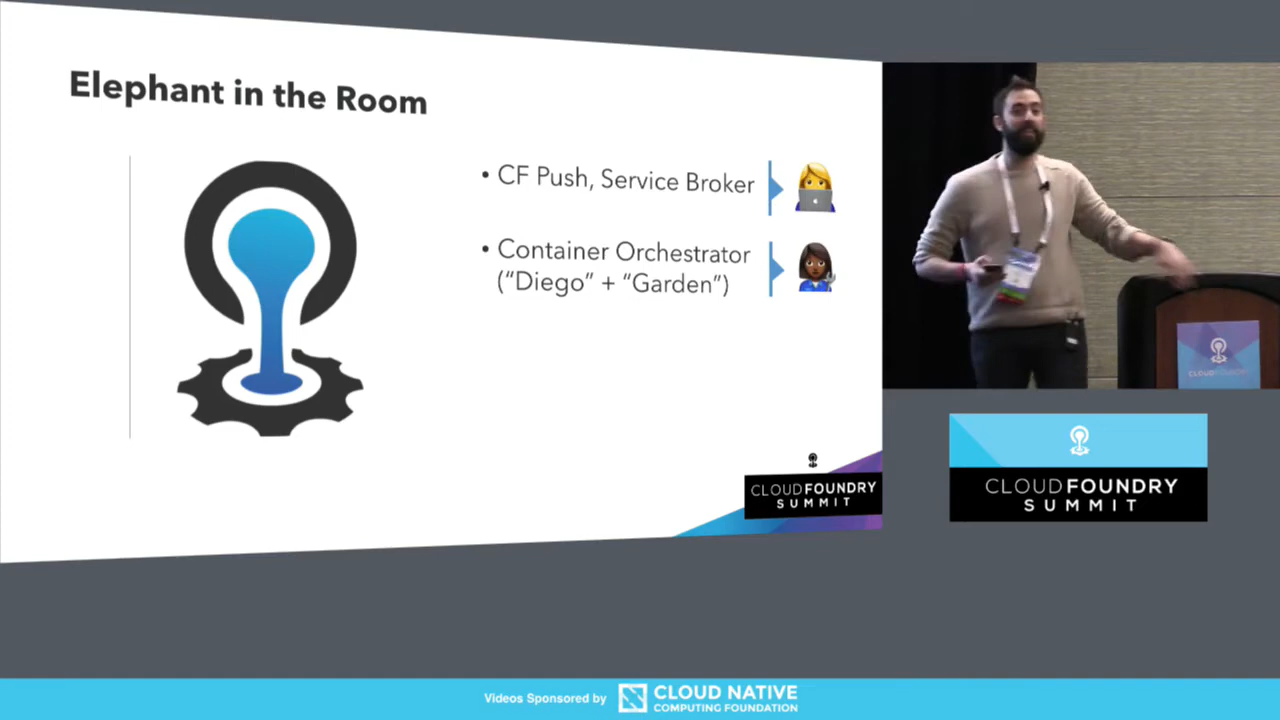 Elephant in the Room
• CF Push, Service Broker
• Container Orchestrator
(“Diego” + “Garden”)
CLOUDFOUNDRY
SUMMIT
CLOUDFOUNDRY
CLOUDFOUNDRY
SUMMIT
Videos Sponsored by
CLOUD NATIVE
COMPUTING FOUNDATION